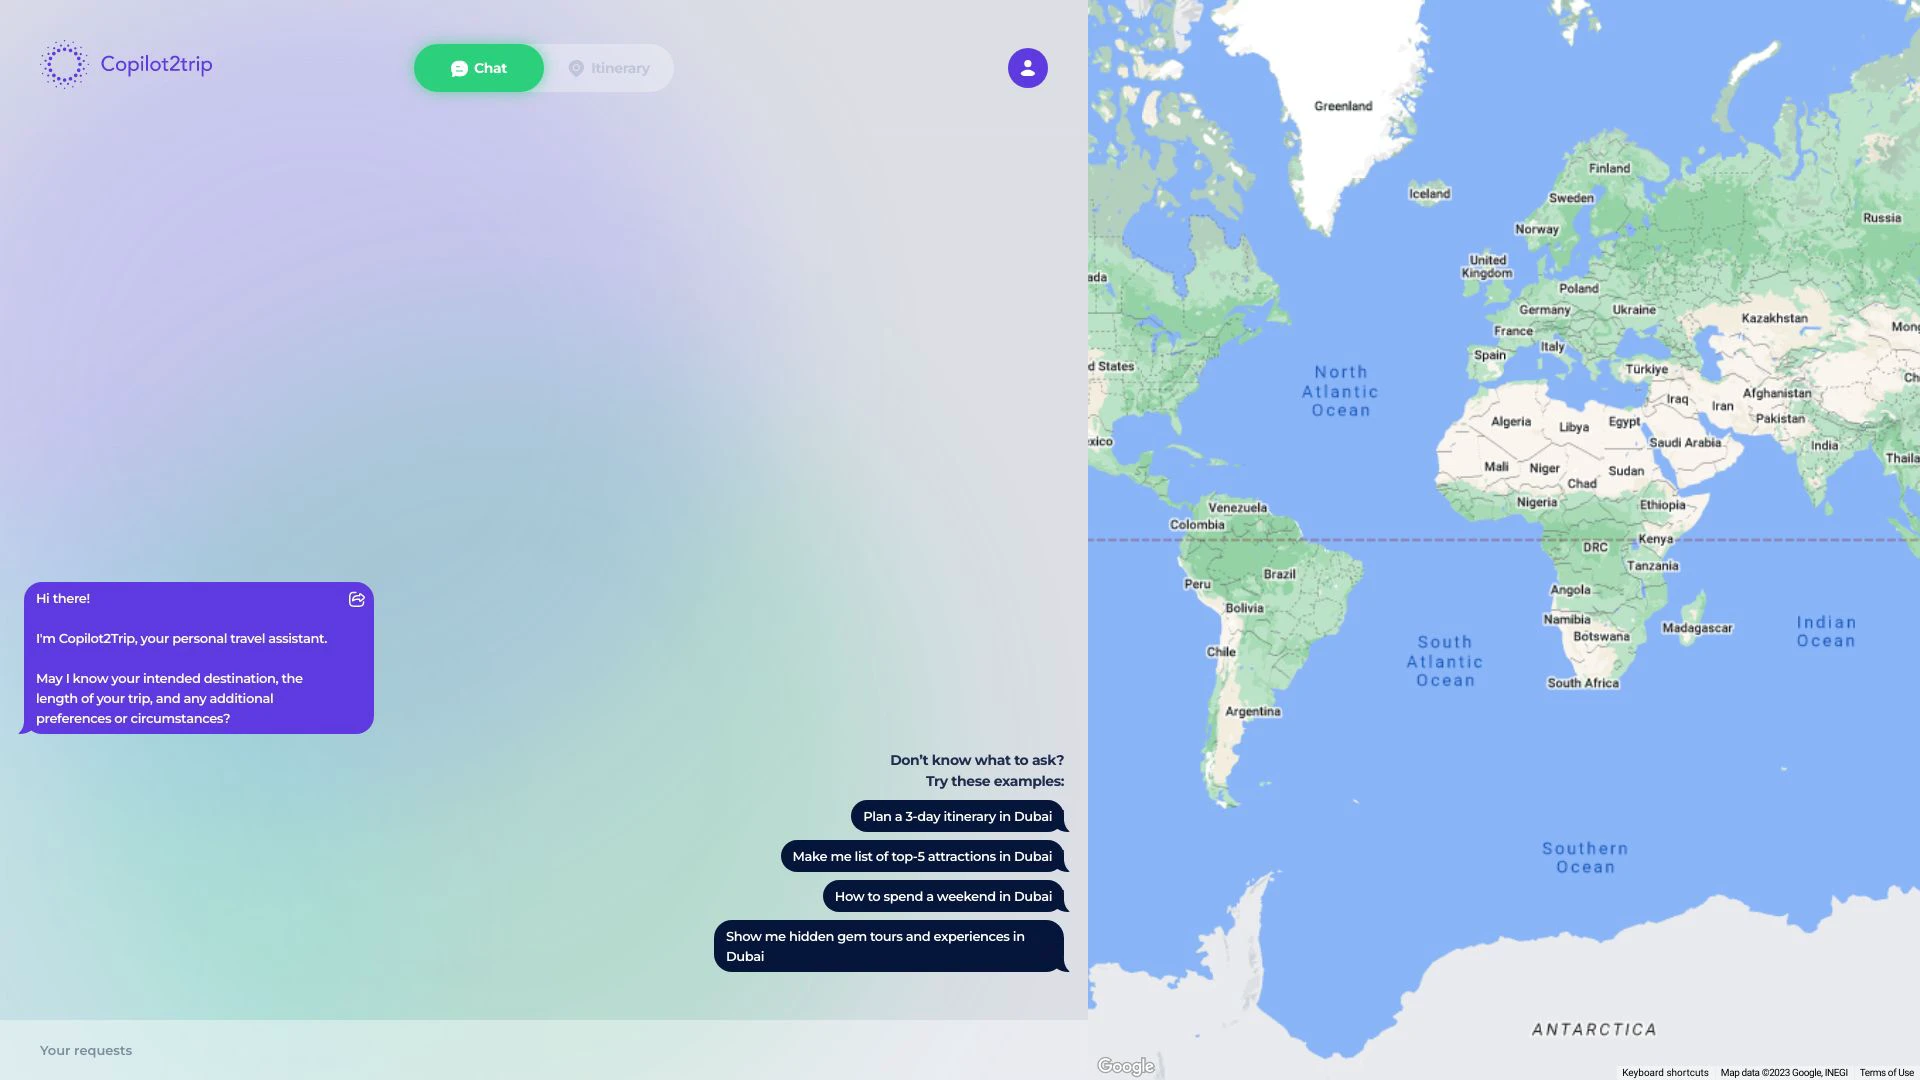 Copilot2trip
Chat
Itinerary
Hi there!
I'm Copilot2Trip, your personal travel assistant.
May I know your intended destination, the
length of your trip, and any additional
preferences or circumstances?
Don't know what to ask?
Try these examples:
Plan a 3-day itinerary in Dubai
Make me list of top-5 attractions in Dubai
How to spend a weekend in Dubai
Show me hidden gem tours and experiences in
Dubai
Your requests
Greenland
Iceland
Finland
Sweden
Norway
Russia
United
Kingdom
Poland
Germany
Ukraine
France
Kazakhstan
Mong
Italy
Spain
Türkiye
ada
d States
North
Atlantic
Ocean
Iraq
Iran
Afghanistan
Ch
Pakistan
Algeria
Libya
Egypt
Saudi Arabia
India
xico
Mali
Niger
Sudan
Chad
Thaila
Nigeria
Ethiopia
Venezuela
Colombia
DRC
Kenya
Tanzania
Peru
Brazil
Bolivia
Angola
Namibia
Botswana
Madagascar
Indian
Ocean
Chile
South
Atlantic
Ocean
South Africa
Argentina
Southern
Ocean
ANTARCTICA
Google
Keyboard shortcuts
Map data ©2023 Google, INEGI
Terms of Use